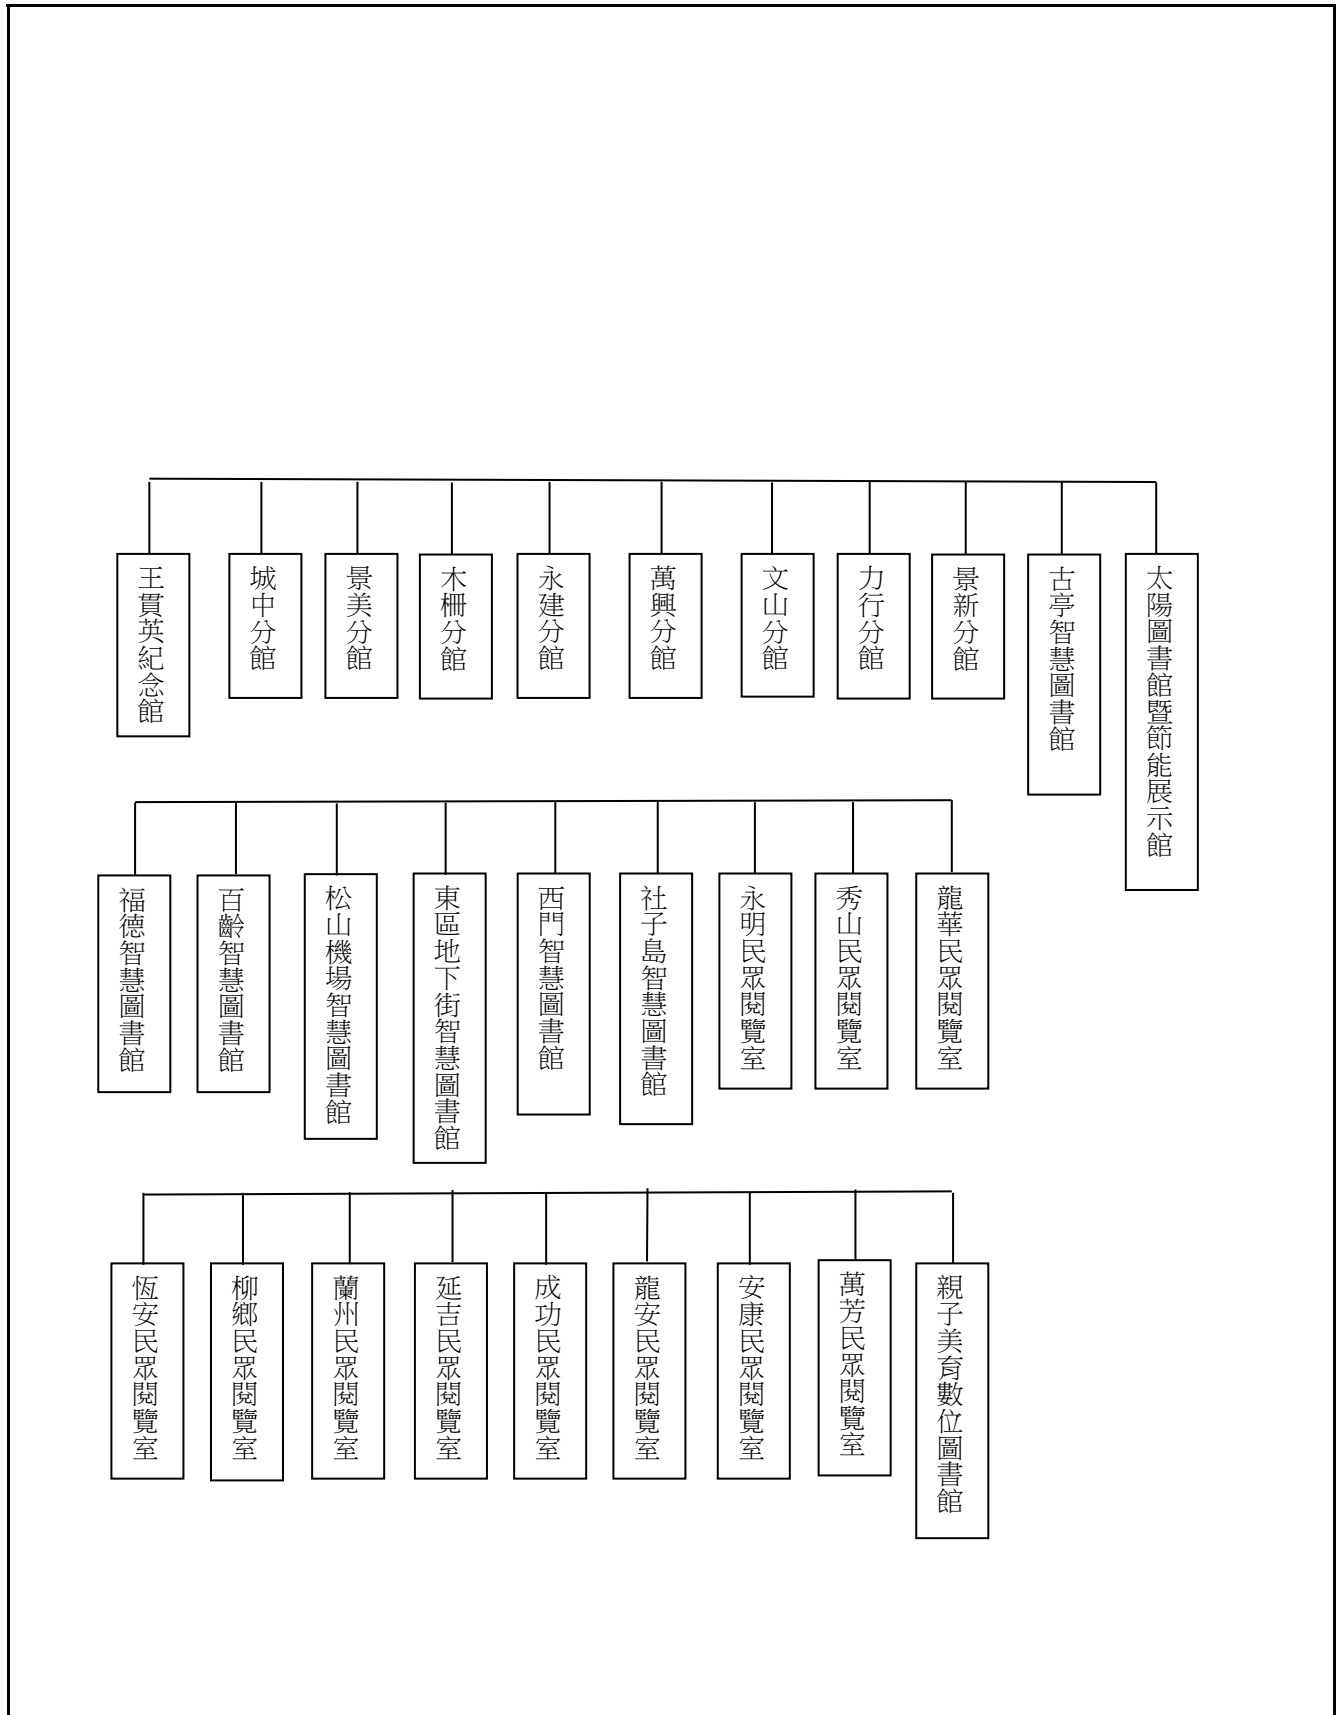 王貫英紀念館
城中分館
景美分館
木柵分館
永建分館
萬興分館
文山分館
力行分館
景新分館
古亭智慧圖書館
太陽圖書館暨節能展示館
福德智慧圖書館
百齡智慧圖書館
松山機場智慧圖書館
東區地下街智慧圖書館
西門智慧圖書館
社子島智慧圖書館
永明民眾閱覽室
秀山民眾閱覽室
龍華民眾閱覽室
恆安民眾閱覽室
柳鄉民眾閱覽室
蘭州民眾閱覽室
延吉民眾閱覽室
成功民眾閱覽室
龍安民眾閱覽室
安康民眾閱覽室
萬芳民眾閱覽室
親子美育數位圖書館